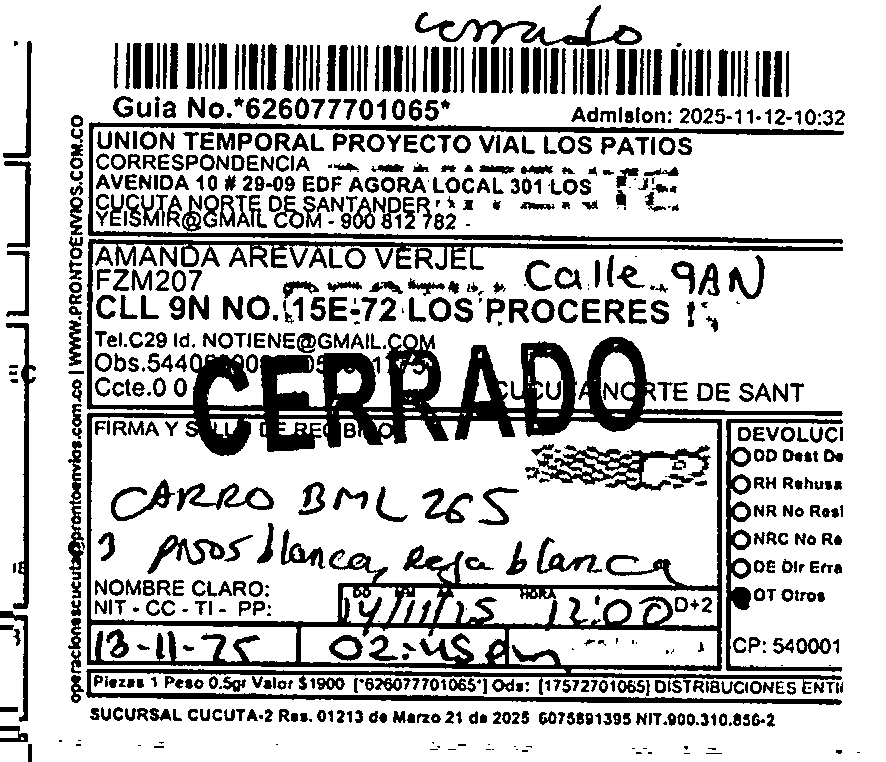 cerrado
Guia No.*626077701065*
Admision: 2025-11-12-10:32
UNION TEMPORAL PROYECTO VIAL LOS PATIOS
CORRESPONDENCIA
AVENIDA 10 # 29-09 EDF AGORA LOCAL 301 LOS
CUCUTA NORTE DE SANTANDER
YEISMIR@GMAIL COM - 900 812 782 -
AMANDA AREVALO VERJEL
FZM207
Calle 9AN
CLL 9N NO. 15E-72 LOS PROCERES
Tel.C29 Id. NOTIENE@GMAIL.COM
Ccte.0 0
CUCUTA NORTE DE SANT
CERRADO
FIRMA Y SELLO DE RECIBIDO
CARRO BML 265
3 pisos blanca, reja blanca
NOMBRE CLARO:
NIT - CC - TI - PP:
DD MM AA HORA
14/11/25 12:00 D+2
13-11-25 02:45 pm
DEVOLUCI
DD Dest De
RH Rehusa
NR No Resi
NRC No Re
DE Dir Erra
OT Otros
CP: 540001
Piezas 1 Peso 0.5gr Valor $1900 [*626077701065*] Ods: [17572701065] DISTRIBUCIONES ENTI
SUCURSAL CUCUTA-2 Res. 01213 de Marzo 21 de 2025 6075891395 NIT.900.310.856-2
operacionescucuta@prontoenvios.com.co | WWW.PRONTOENVIOS.COM.CO